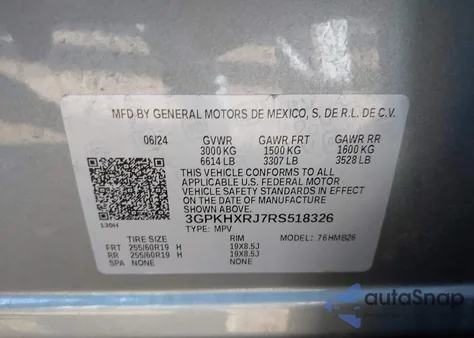 MFD BY GENERAL MOTORS DE MEXICO, S. DE R.L. DE C.V.
06/24 GVWR GAWR FRT GAWR RR
3000 KG 1500 KG 1600 KG
6614 LB 3307 LB 3528 LB
THIS VEHICLE CONFORMS TO ALL
APPLICABLE U.S. FEDERAL MOTOR
VEHICLE SAFETY STANDARDS IN EFFECT
ON THE DATE OF MANUFACTURE SHOWN ABOVE.
3GPKHXRJ7RS518326
TYPE: MPV
130H
TIRE SIZE RIM MODEL: 76HMB26
FRT 255/60R19 H 19X8.5J
RR 255/60R19 H 19X8.5J
SPA NONE NONE
autoSnap